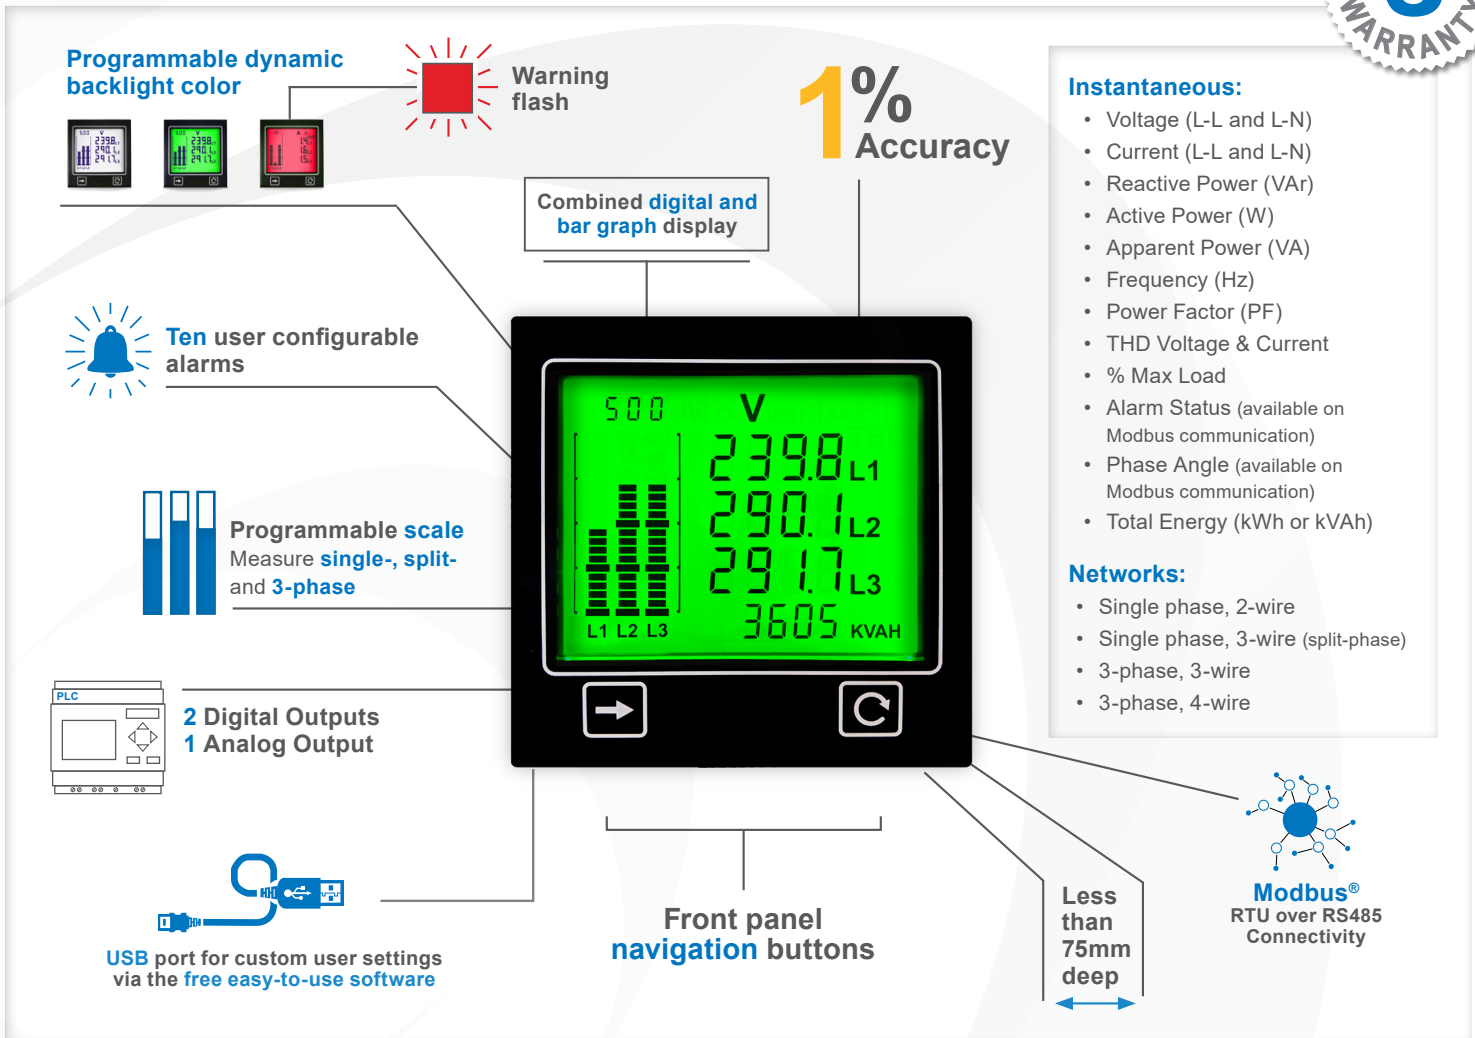 WARRANTY
Programmable dynamic
backlight color
Warning
flash
1%
Accuracy
Combined digital and
bar graph display
Ten user configurable
alarms
Programmable scale
Measure single-, split-
and 3-phase
PLC
2 Digital Outputs
1 Analog Output
USB port for custom user settings
via the free easy-to-use software
500 V
239.8 L1
290.1 L2
291.7 L3
L1 L2 L3
3605 KVAH
Front panel
navigation buttons
Less
than
75mm
deep
Modbus®
RTU over RS485
Connectivity
Instantaneous:
• Voltage (L-L and L-N)
• Current (L-L and L-N)
• Reactive Power (VAr)
• Active Power (W)
• Apparent Power (VA)
• Frequency (Hz)
• Power Factor (PF)
• THD Voltage & Current
• % Max Load
• Alarm Status (available on
Modbus communication)
• Phase Angle (available on
Modbus communication)
• Total Energy (kWh or kVAh)
Networks:
• Single phase, 2-wire
• Single phase, 3-wire (split-phase)
• 3-phase, 3-wire
• 3-phase, 4-wire